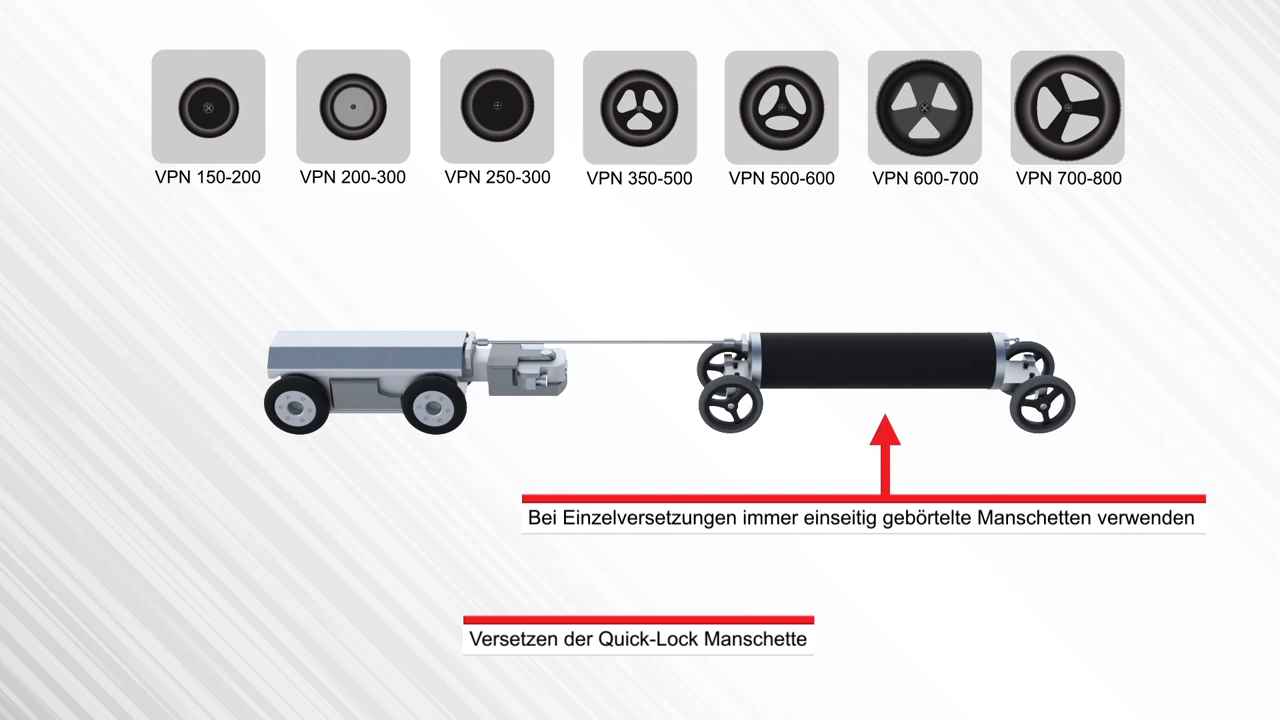 VPN 150-200
VPN 200-300
VPN 250-300
VPN 350-500
VPN 500-600
VPN 600-700
VPN 700-800
Bei Einzelversetzungen immer einseitig gebörtelte Manschetten verwenden
Versetzen der Quick-Lock Manschette